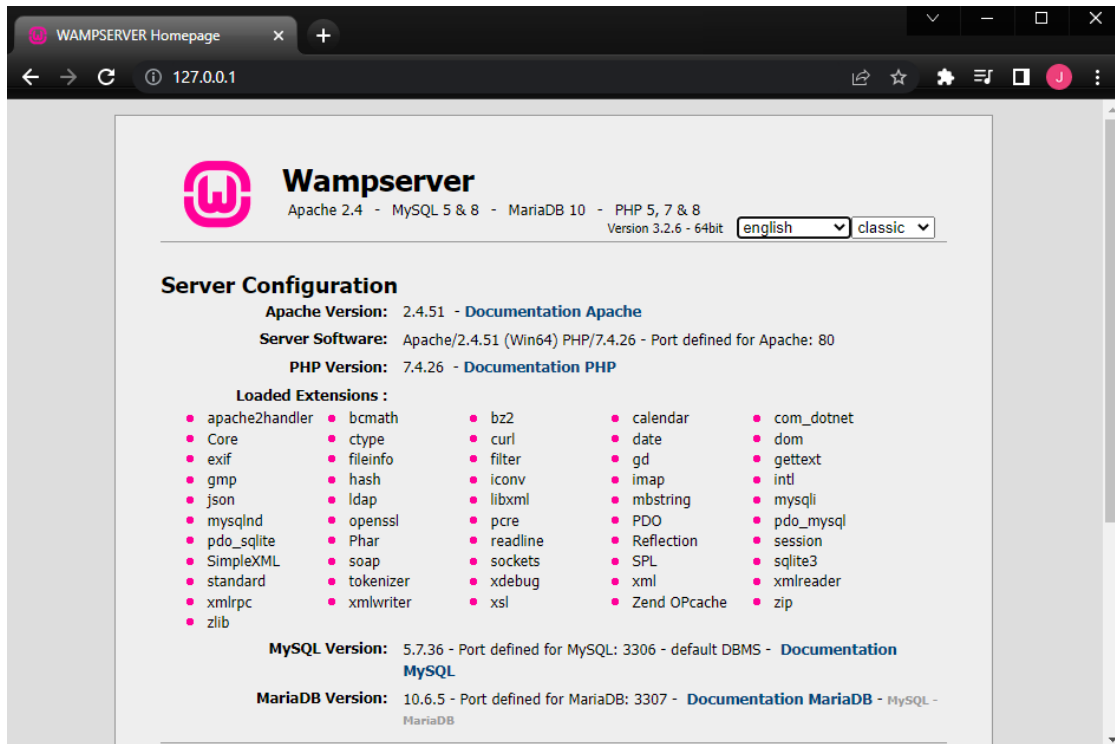 WAMPSERVER Homepage
127.0.0.1
J
Wampserver
Apache 2.4 - MySQL 5 & 8 - MariaDB 10 - PHP 5, 7 & 8
Version 3.2.6 - 64bit english classic
Server Configuration
Apache Version: 2.4.51 - Documentation Apache
Server Software: Apache/2.4.51 (Win64) PHP/7.4.26 - Port defined for Apache: 80
PHP Version: 7.4.26 - Documentation PHP
Loaded Extensions :
apache2handler bcmath bz2 calendar com_dotnet
Core ctype curl date dom
exif fileinfo filter gd gettext
gmp hash iconv imap intl
json ldap libxml mbstring mysqli
mysqlnd openssl pcre PDO pdo_mysql
pdo_sqlite Phar readline Reflection session
SimpleXML soap sockets SPL sqlite3
standard tokenizer xdebug xml xmlreader
xmlrpc xmlwriter xsl Zend OPcache zip
zlib
MySQL Version: 5.7.36 - Port defined for MySQL: 3306 - default DBMS - Documentation
MySQL
MariaDB Version: 10.6.5 - Port defined for MariaDB: 3307 - Documentation MariaDB - MySQL -
MariaDB